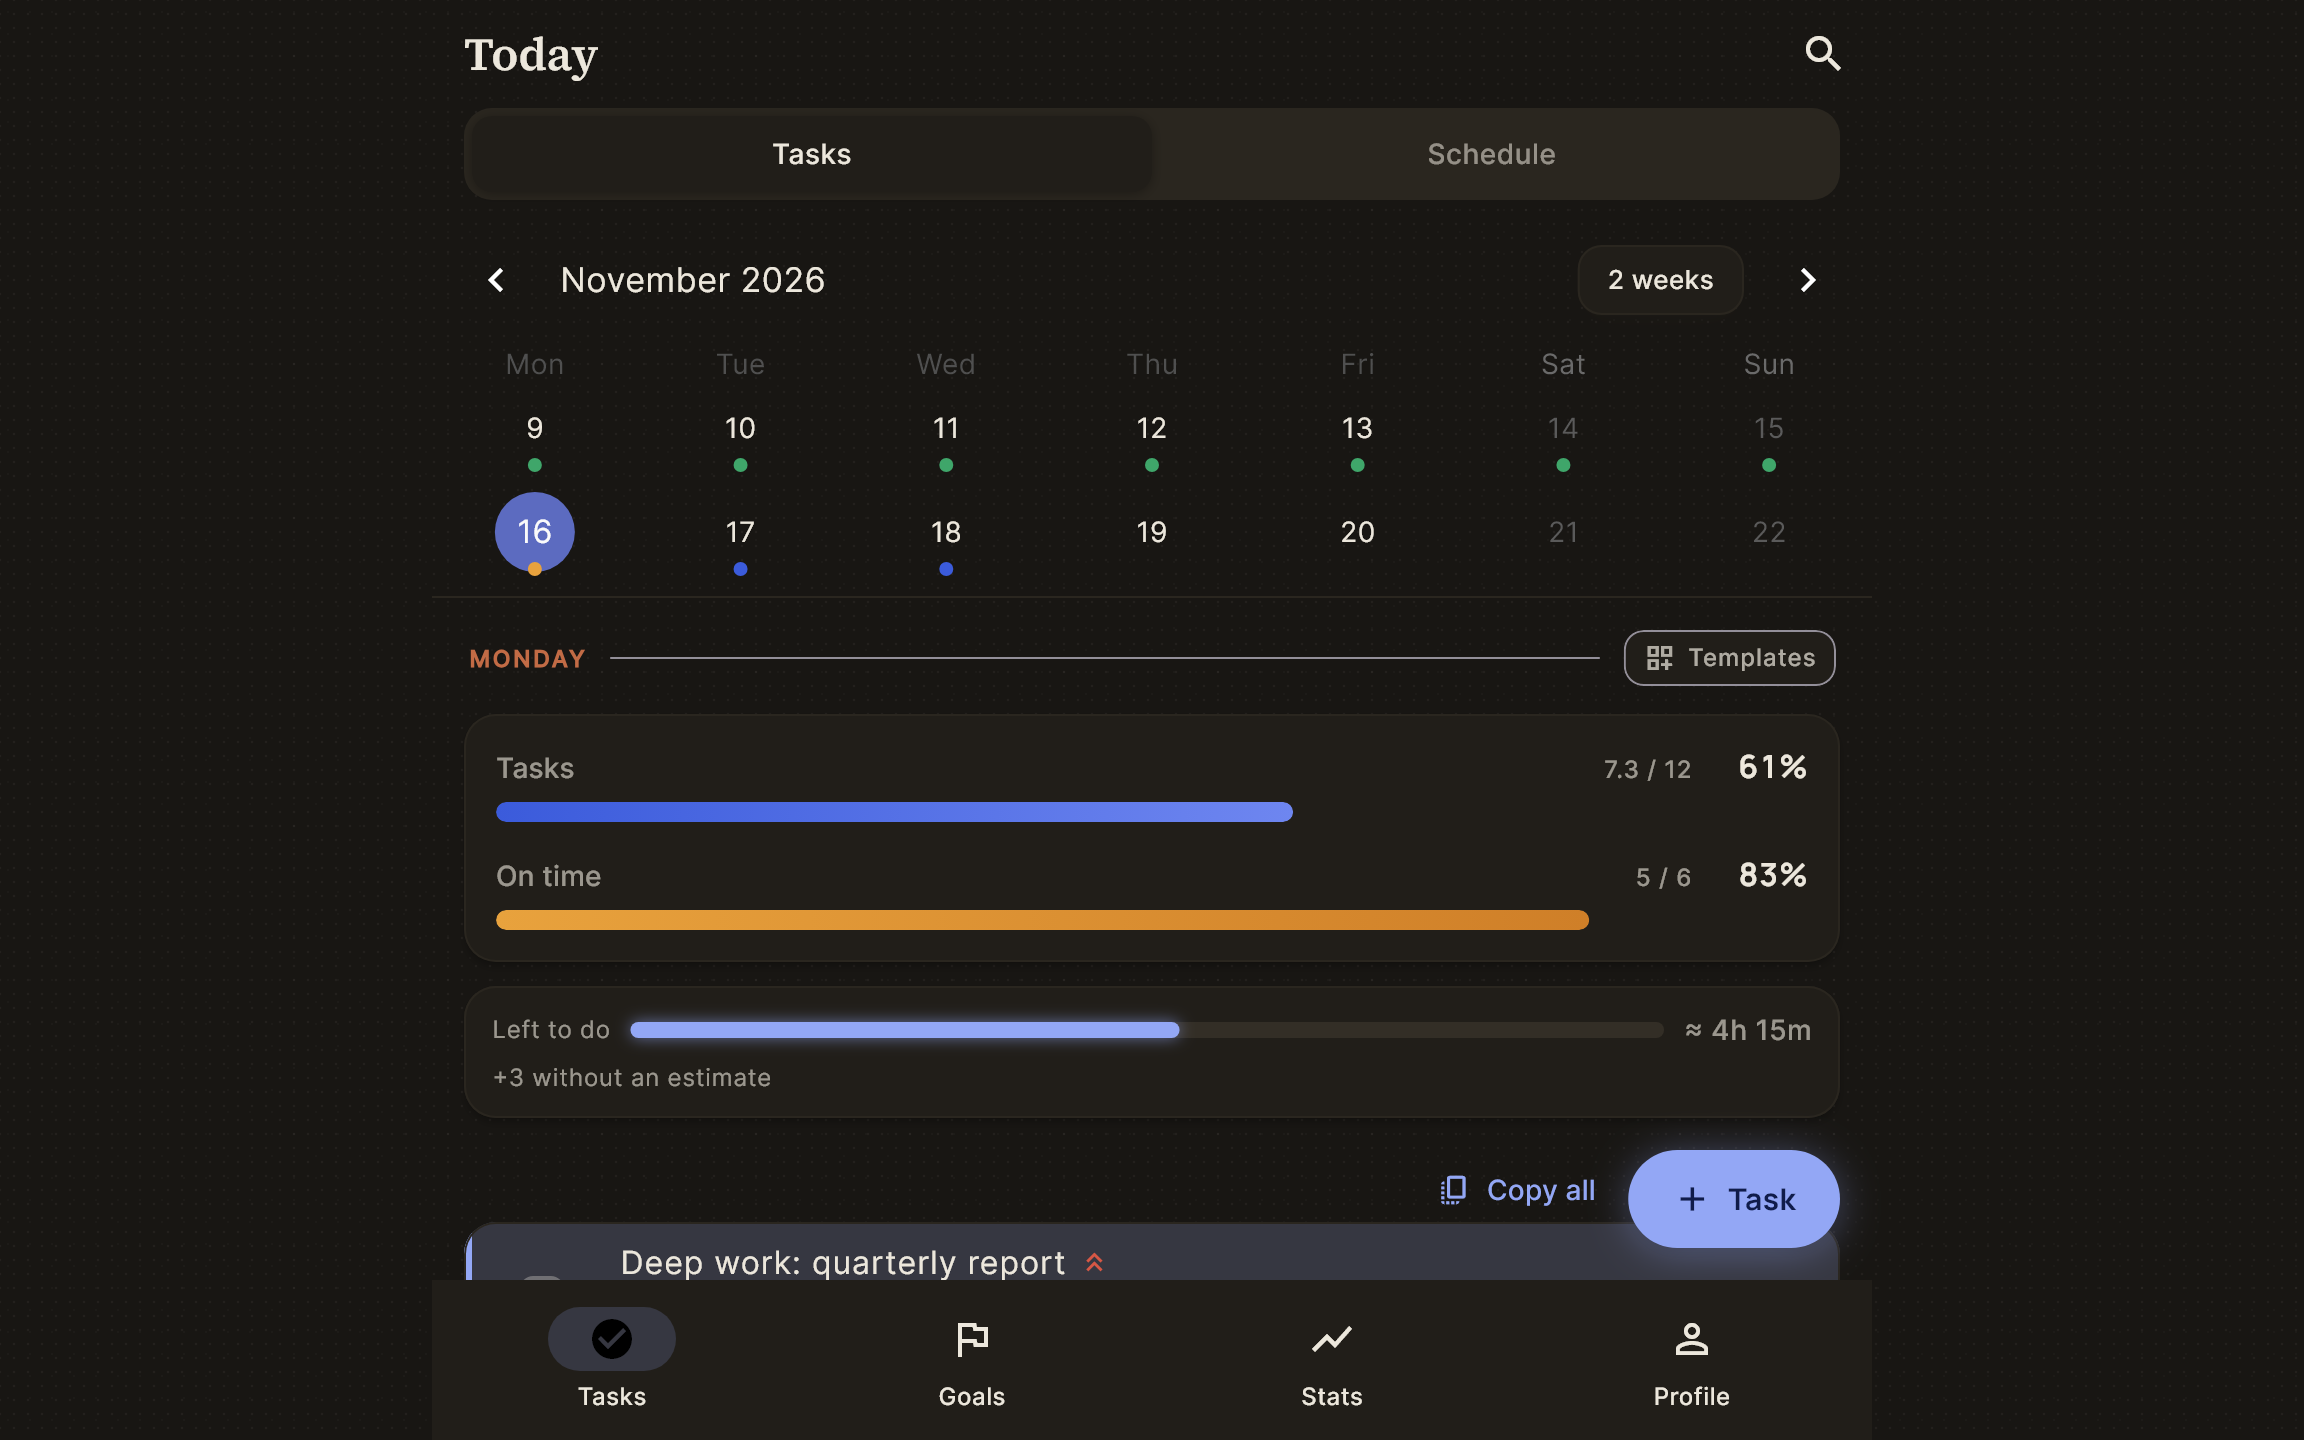 Today
Tasks Schedule
November 2026 2 weeks
Mon Tue Wed Thu Fri Sat Sun
9 10 11 12 13 14 15
16 17 18 19 20 21 22
MONDAY Templates
Tasks 7.3 / 12 61%
On time 5 / 6 83%
Left to do ≈ 4h 15m
+3 without an estimate
Copy all + Task
Deep work: quarterly report
Tasks Goals Stats Profile